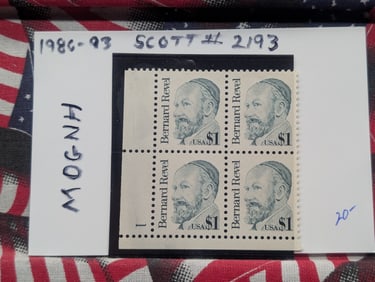 1986-93 SCOTT # 2193
MOGNH
Bernard Revel
USA $1
Bernard Revel
USA $1
Bernard Revel
USA $1
Bernard Revel
USA $1
1
20-